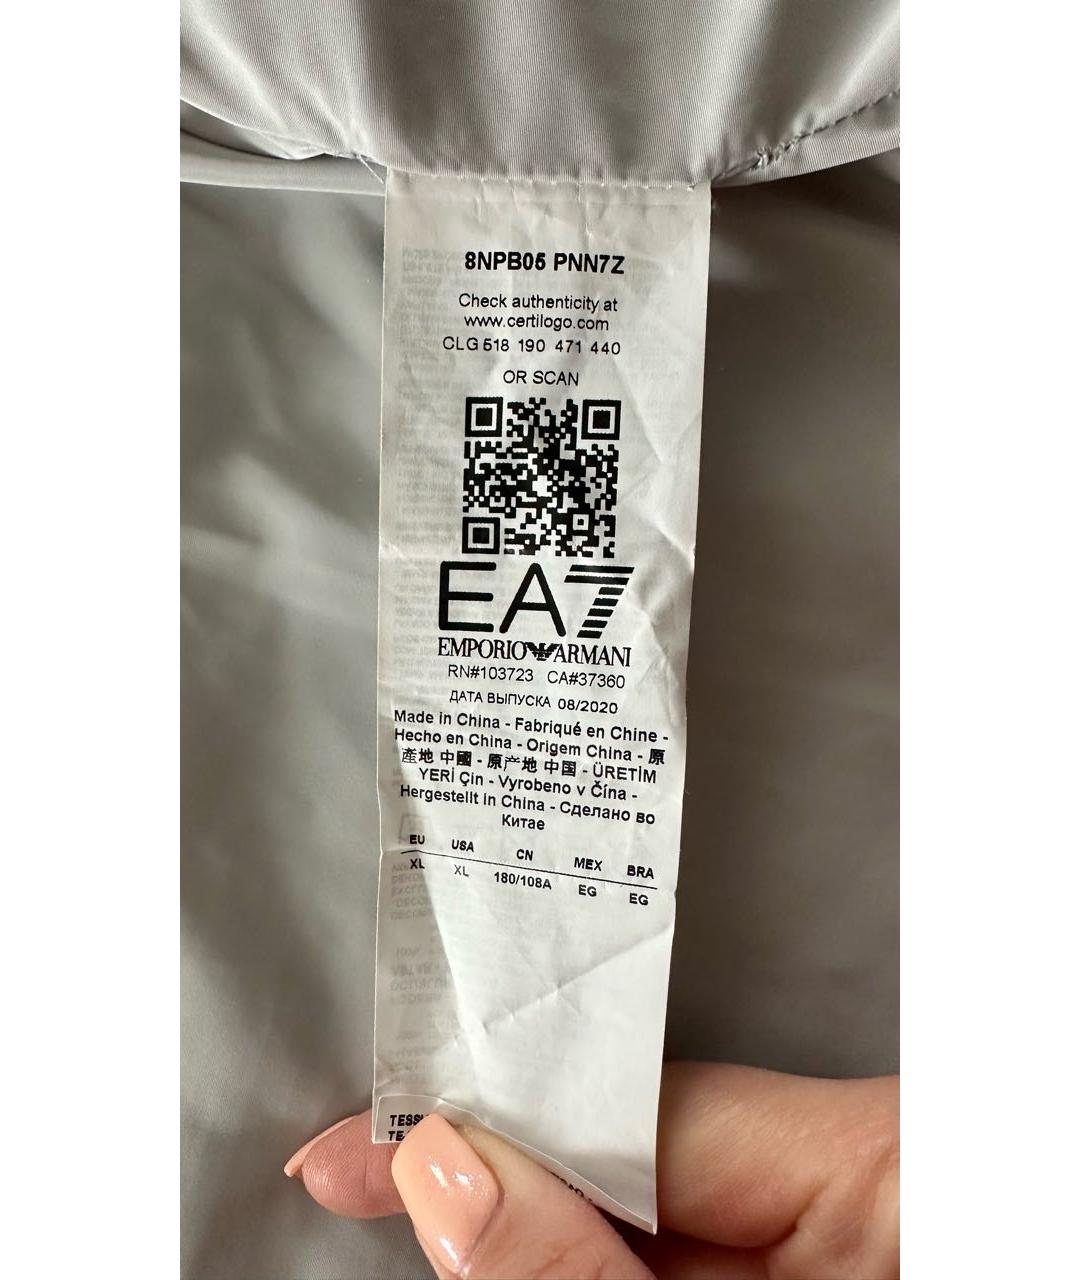 8NPB05 PNN7Z
Check authenticity at
www.certilogo.com
CLG 518 190 471 440
OR SCAN
EA7
EMPORIO ARMANI
RN#103723 CA#37360
ДАТА ВЫПУСКА 08/2020
Made in China - Fabriqué en Chine -
Hecho en China - Origem China - 原
產地 中國 - 原产地 中国 - ÜRETİM
YERİ Çin - Vyrobeno v Čína -
Hergestellt in China - Сделано во
Китае
EU USA CN MEX BRA
XL XL 180/108A EG EG